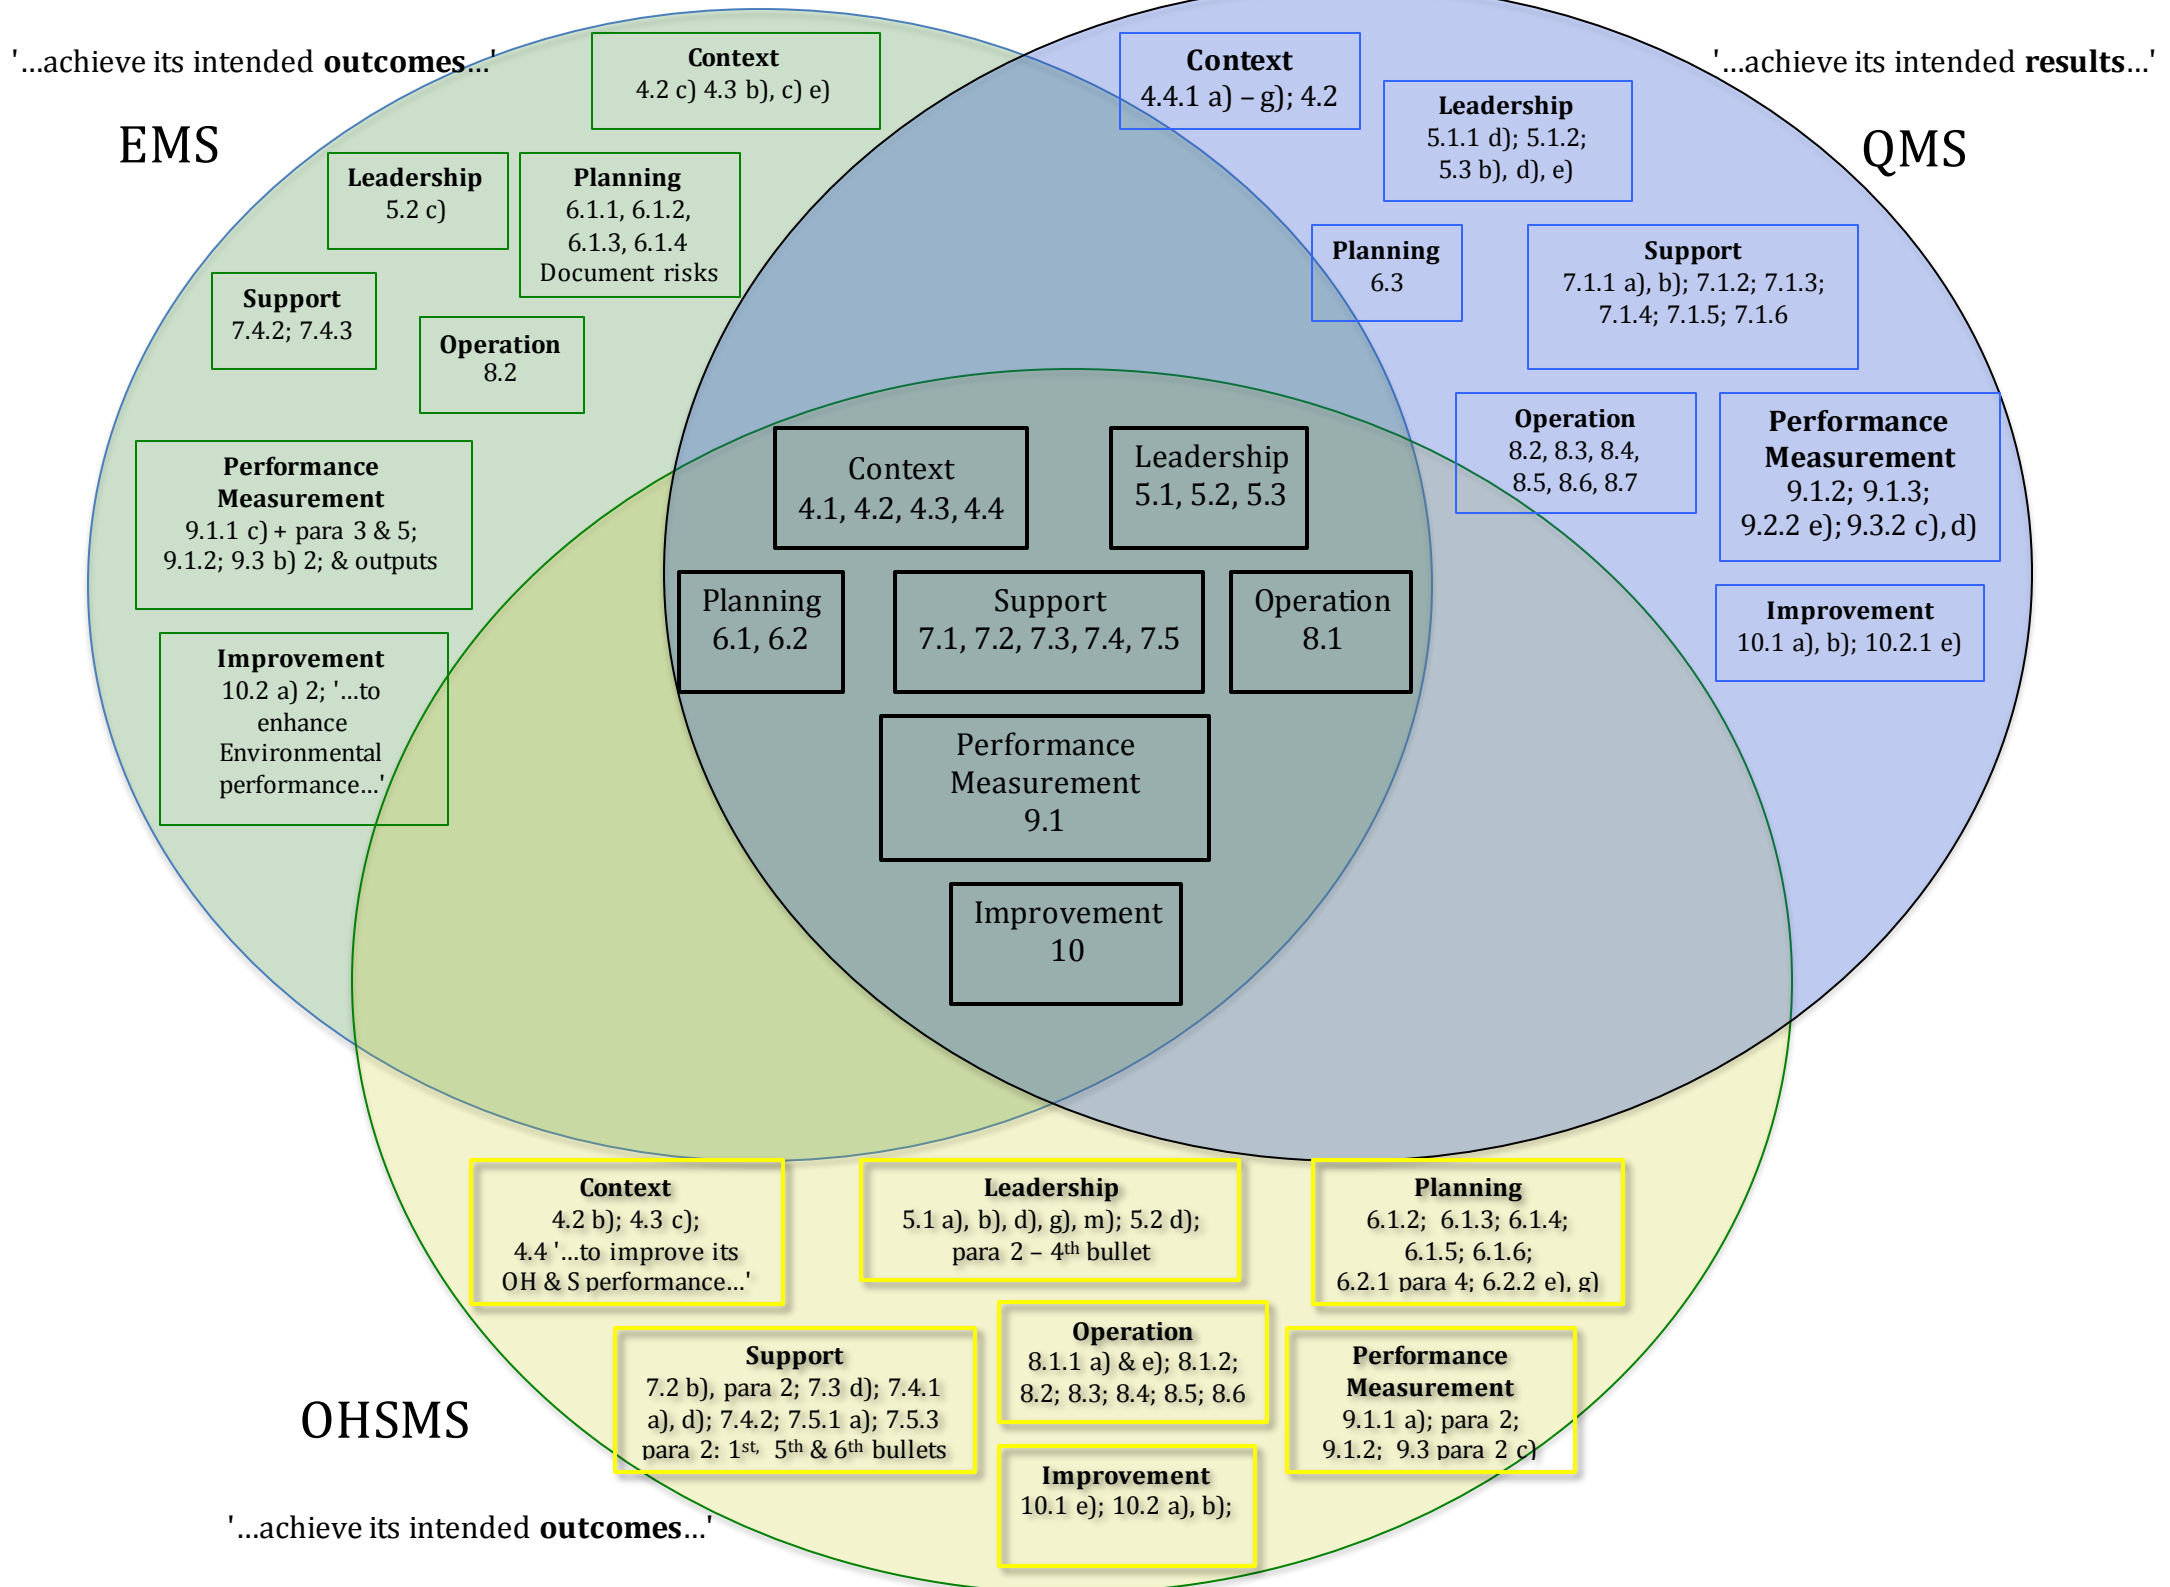 '…achieve its intended outcomes…'
EMS
Context
4.2 c) 4.3 b), c) e)
Leadership
5.2 c)
Planning
6.1.1, 6.1.2,
6.1.3, 6.1.4
Document risks
Support
7.4.2; 7.4.3
Operation
8.2
Performance
Measurement
9.1.1 c) + para 3 & 5;
9.1.2; 9.3 b) 2; & outputs
Improvement
10.2 a) 2; '…to
enhance
Environmental
performance…'
'…achieve its intended results…'
QMS
Context
4.4.1 a) – g); 4.2
Leadership
5.1.1 d); 5.1.2;
5.3 b), d), e)
Planning
6.3
Support
7.1.1 a), b); 7.1.2; 7.1.3;
7.1.4; 7.1.5; 7.1.6
Operation
8.2, 8.3, 8.4,
8.5, 8.6, 8.7
Performance
Measurement
9.1.2; 9.1.3;
9.2.2 e); 9.3.2 c), d)
Improvement
10.1 a), b); 10.2.1 e)
Context
4.1, 4.2, 4.3, 4.4
Leadership
5.1, 5.2, 5.3
Planning
6.1, 6.2
Support
7.1, 7.2, 7.3, 7.4, 7.5
Operation
8.1
Performance
Measurement
9.1
Improvement
10
Context
4.2 b); 4.3 c);
4.4 '…to improve its
OH & S performance…'
Leadership
5.1 a), b), d), g), m); 5.2 d);
para 2 – 4th bullet
Planning
6.1.2; 6.1.3; 6.1.4;
6.1.5; 6.1.6;
6.2.1 para 4; 6.2.2 e), g)
Support
7.2 b), para 2; 7.3 d); 7.4.1
a), d); 7.4.2; 7.5.1 a); 7.5.3
para 2: 1st, 5th & 6th bullets
Operation
8.1.1 a) & e); 8.1.2;
8.2; 8.3; 8.4; 8.5; 8.6
Performance
Measurement
9.1.1 a); para 2;
9.1.2; 9.3 para 2 c)
Improvement
10.1 e); 10.2 a), b);
OHSMS
'…achieve its intended outcomes…'